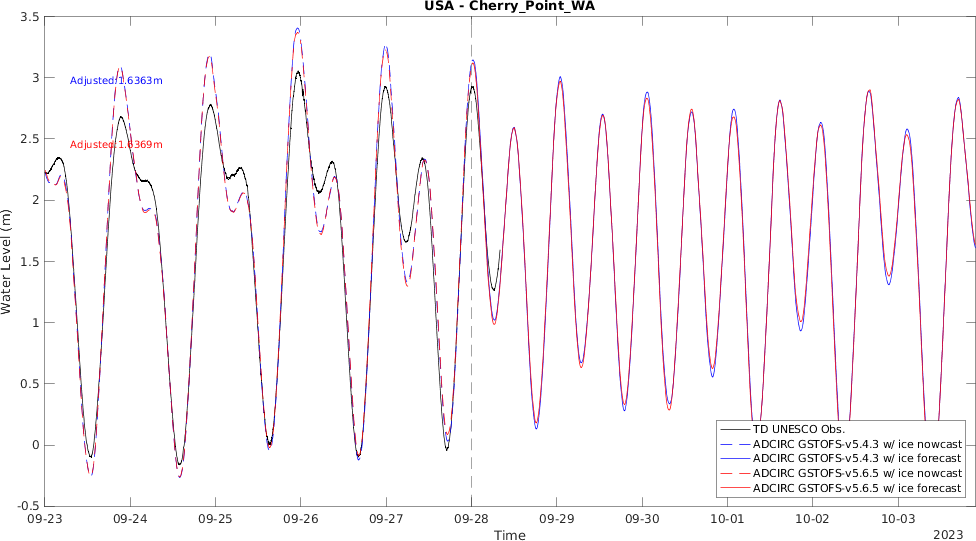 USA - Cherry_Point_WA
3.5
3
2.5
2
1.5
1
0.5
0
-0.5
Water Level (m)
Adjusted:1.6363m
Adjusted:1.6369m
TD UNESCO Obs.
ADCIRC GSTOFS-v5.4.3 w/ ice nowcast
ADCIRC GSTOFS-v5.4.3 w/ ice forecast
ADCIRC GSTOFS-v5.6.5 w/ ice nowcast
ADCIRC GSTOFS-v5.6.5 w/ ice forecast
09-23 09-24 09-25 09-26 09-27 09-28 09-29 09-30 10-01 10-02 10-03
Time
2023